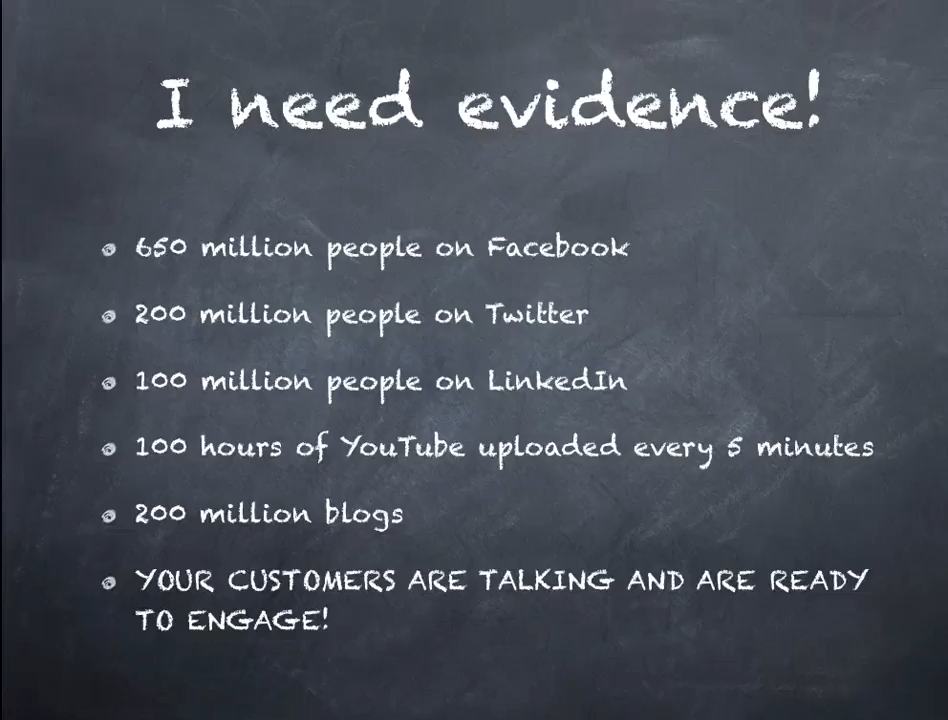 I need evidence!
650 million people on Facebook
200 million people on Twitter
100 million people on LinkedIn
100 hours of YouTube uploaded every 5 minutes
200 million blogs
YOUR CUSTOMERS ARE TALKING AND ARE READY
TO ENGAGE!